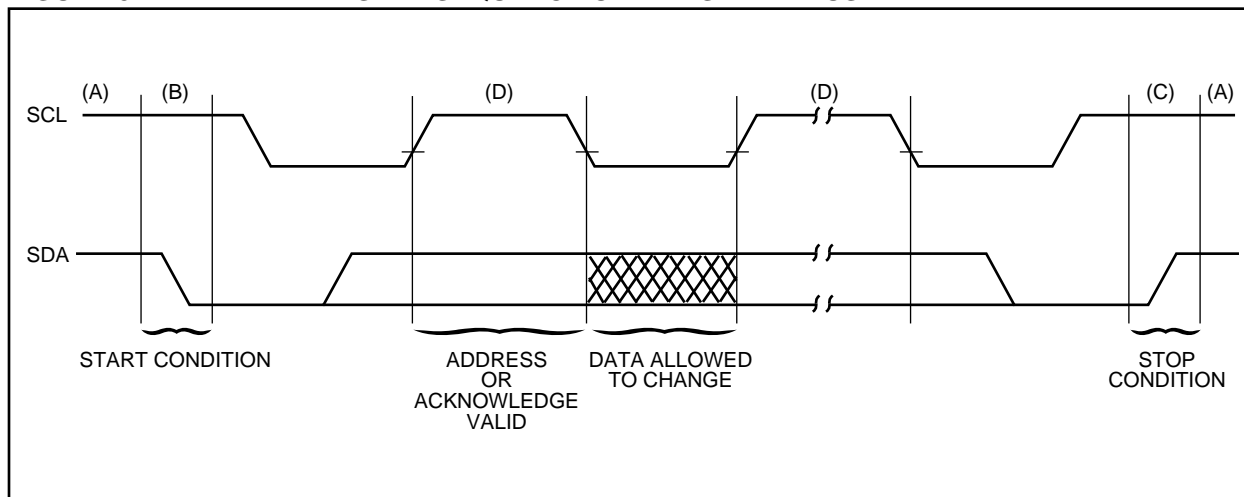 (A) (B) (D) (D) (C) (A)
SCL
SDA
START CONDITION
ADDRESS
OR
ACKNOWLEDGE
VALID
DATA ALLOWED
TO CHANGE
STOP
CONDITION